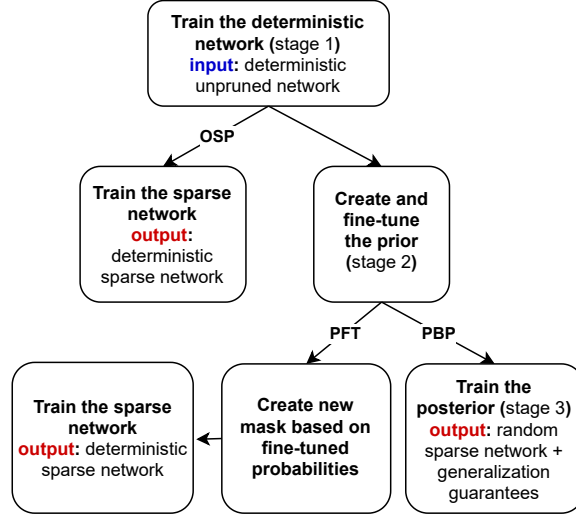 Train the deterministic
network (stage 1)
input: deterministic
unpruned network
OSP
Train the sparse
network
output:
deterministic
sparse network
Create and
fine-tune
the prior
(stage 2)
PFT
PBP
Train the sparse
network
output: deterministic
sparse network
Create new
mask based on
fine-tuned
probabilities
Train the
posterior (stage 3)
output: random
sparse network +
generalization
guarantees